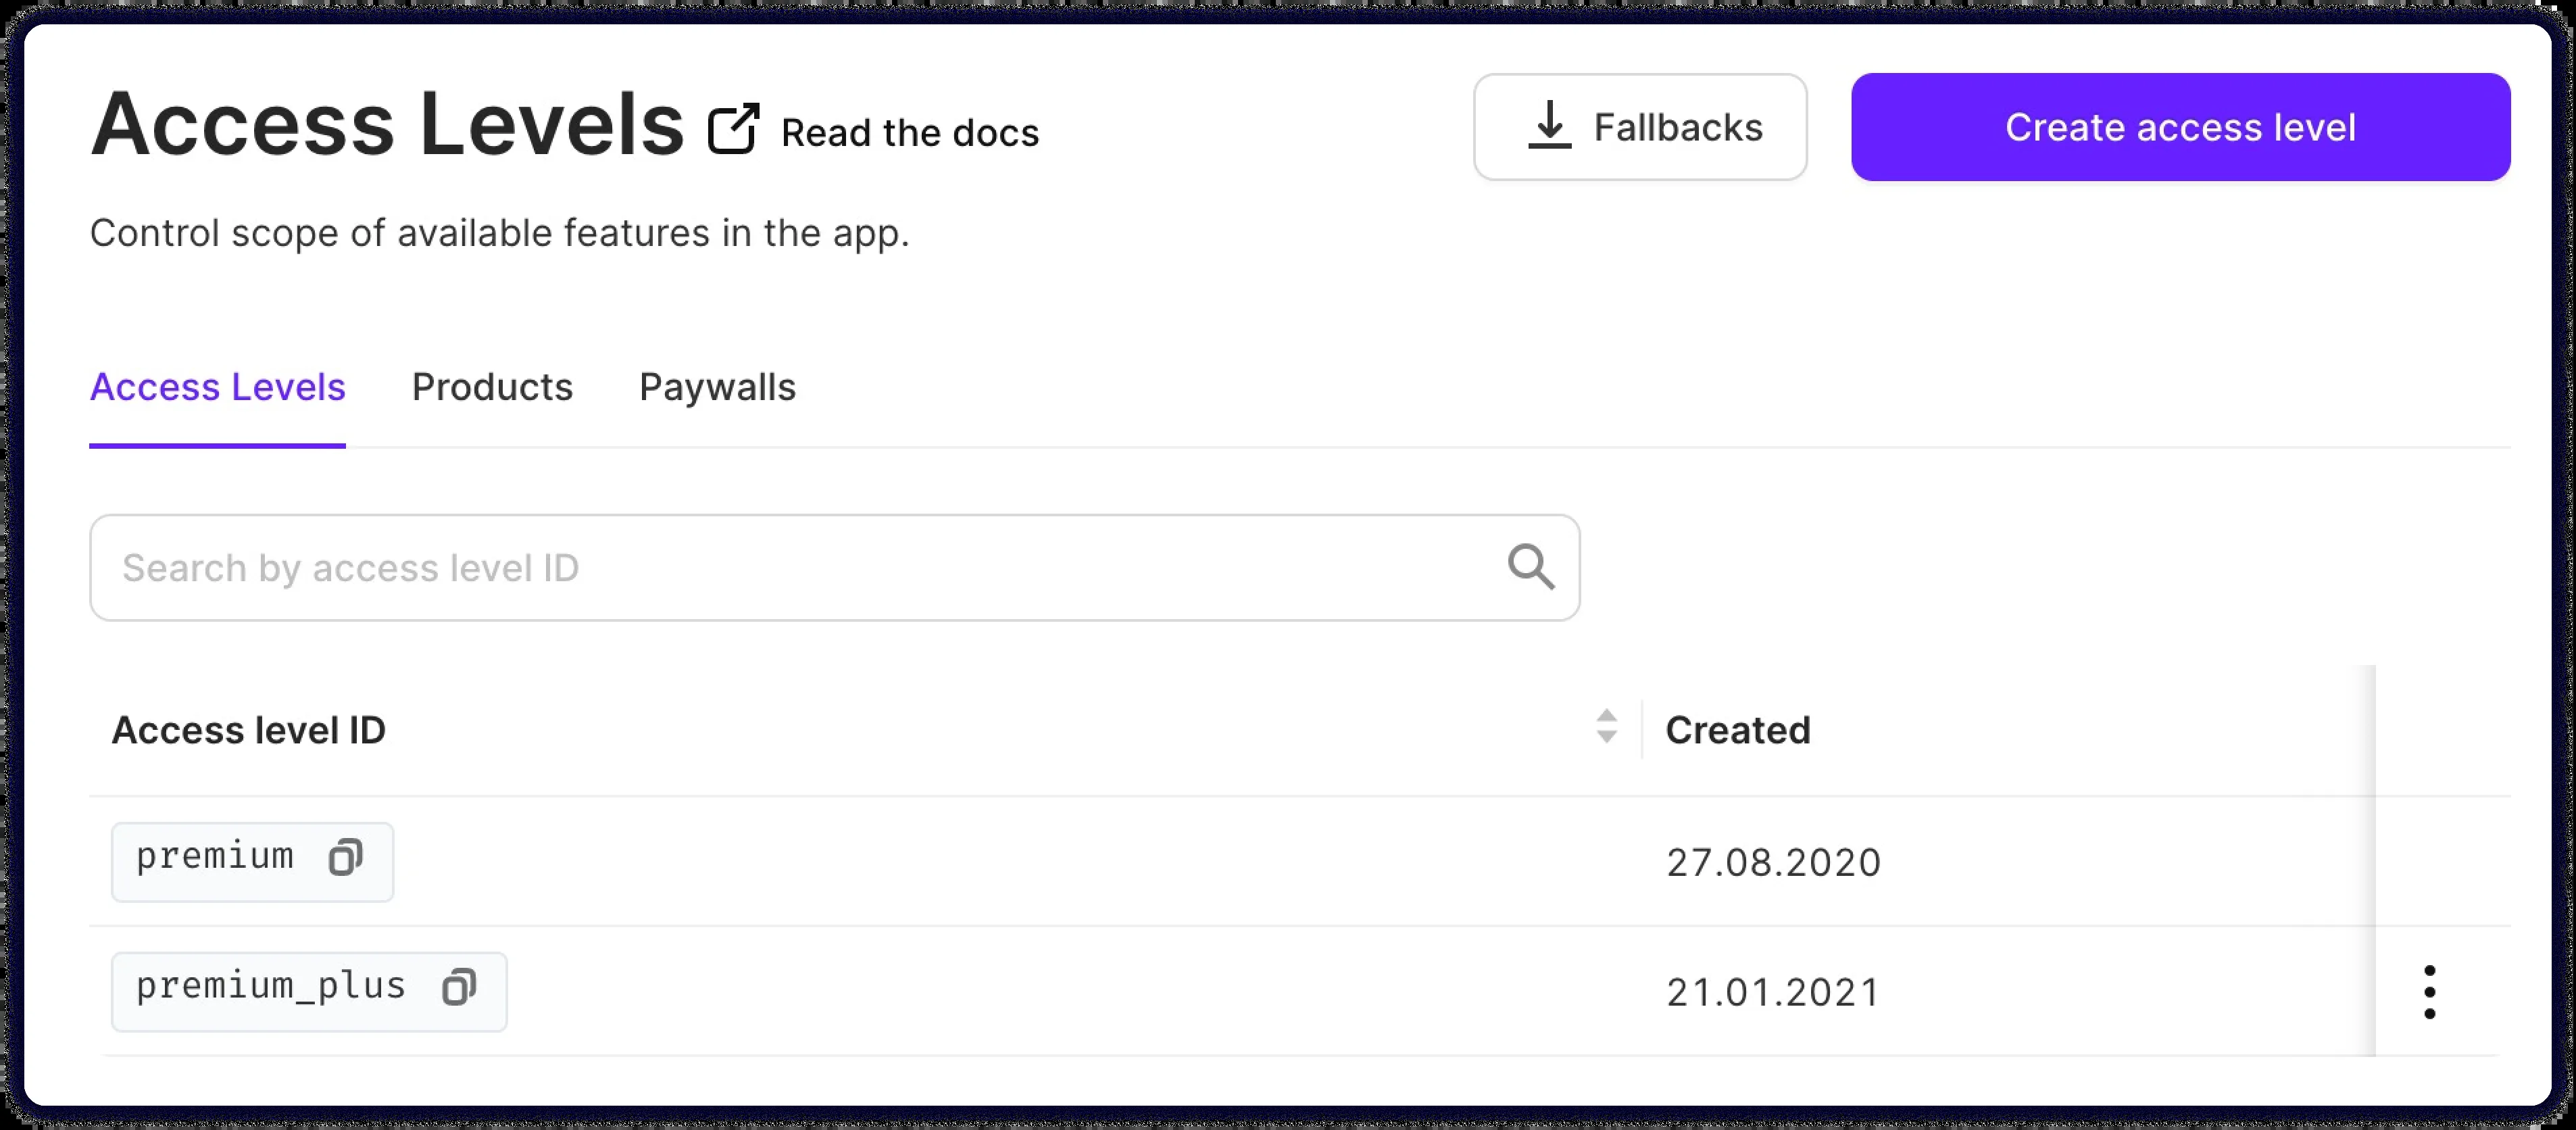 Access Levels Read the docs
Fallbacks
Create access level
Control scope of available features in the app.
Access Levels Products Paywalls
Search by access level ID
Access level ID Created
premium 27.08.2020
premium_plus 21.01.2021